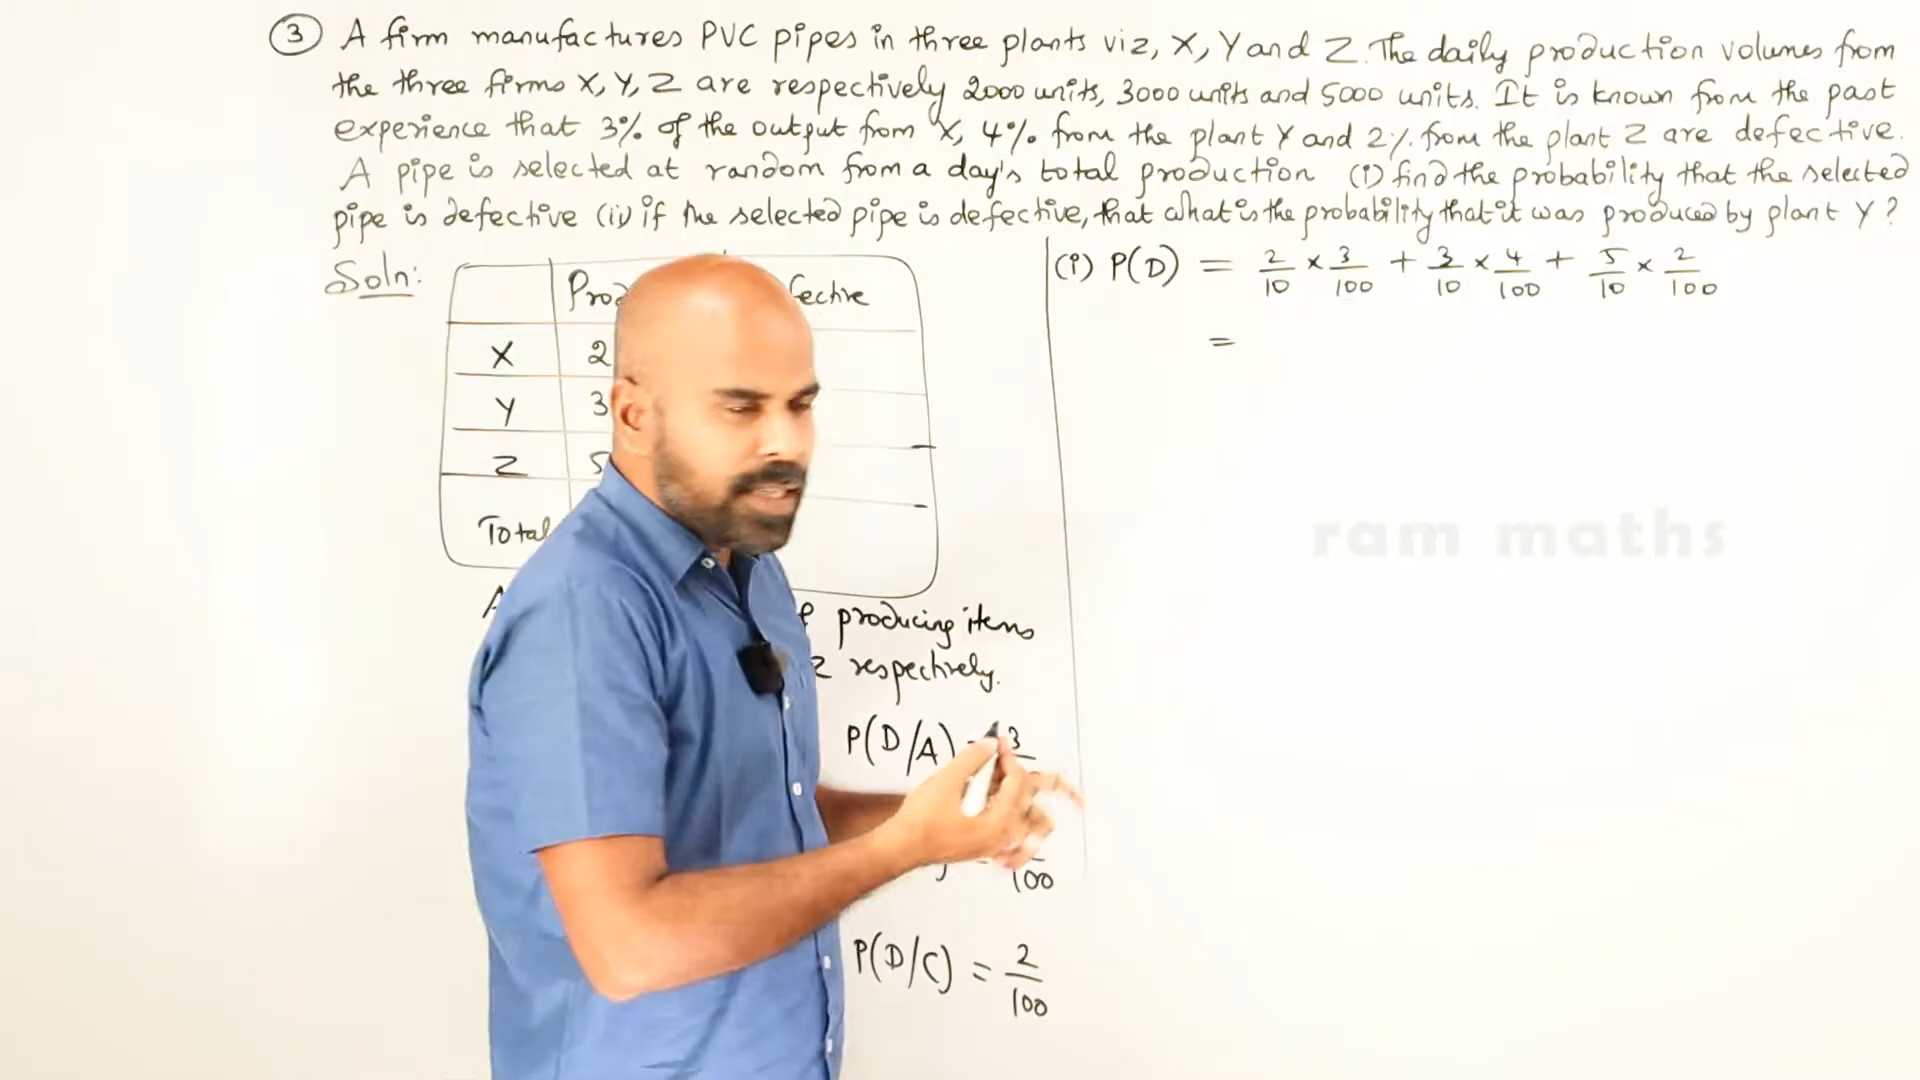 3 A firm manufactures PVC pipes in three plants viz, X, Y and Z. The daily production volumes from
the three firms X, Y, Z are respectively 2000 units, 3000 units and 5000 units. It is known from the past
experience that 3% of the output from X, 4% from the plant Y and 2% from the plant Z are defective.
A pipe is selected at random from a day's total production (i) find the probability that the selected
pipe is defective (ii) if the selected pipe is defective, that what is the probability that it was produced by plant Y?
Soln:
X
Y
Z
Total
producing items
Z respectively.
P(D/A) = 3
100
P(D/C) = 2/100
(i) P(D) = 2/10 × 3/100 + 3/10 × 4/100 + 5/10 × 2/100
=
ram maths